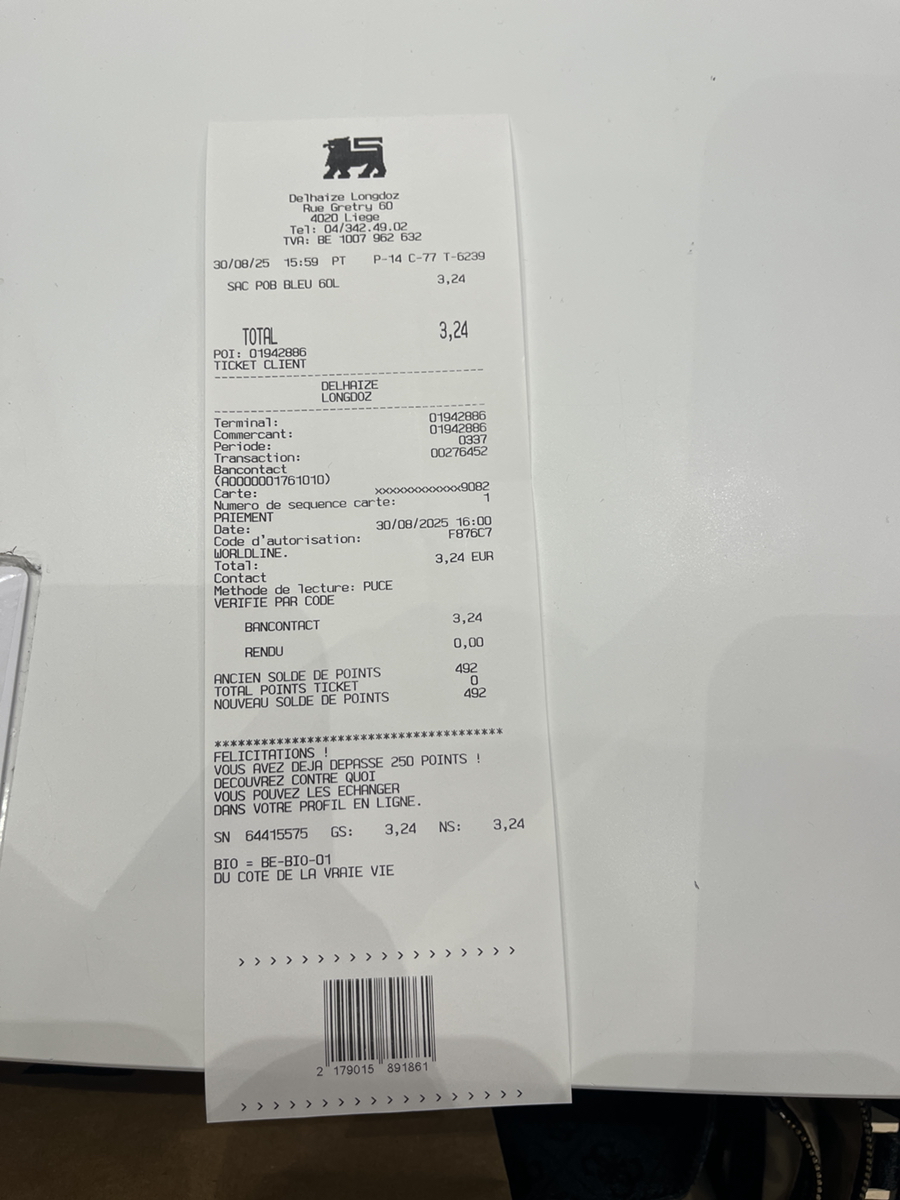 Delhaize Longdoz
Rue Gretry 60
4020 Liege
Tel: 04/342.49.02
TVA: BE 1007 962 632
30/08/25 15:59 PT P-14 C-77 T-6239
SAC POB BLEU 60L 3,24
TOTAL 3,24
POI: 01942886
TICKET CLIENT
--------------------------------------
DELHAIZE
LONGDOZ
--------------------------------------
Terminal: 01942886
Commercant: 01942886
Periode: 0337
Transaction: 00276452
Bancontact
(A0000001761010)
Carte: xxxxxxxxxxxx9082
Numero de sequence carte: 1
PAIEMENT
Date: 30/08/2025 16:00
Code d'autorisation: F876C7
WORLDLINE.
Total: 3,24 EUR
Contact
Methode de lecture: PUCE
VERIFIE PAR CODE
BANCONTACT 3,24
RENDU 0,00
ANCIEN SOLDE DE POINTS 492
TOTAL POINTS TICKET 0
NOUVEAU SOLDE DE POINTS 492
**************************************
FELICITATIONS !
VOUS AVEZ DEJA DEPASSE 250 POINTS !
DECOUVREZ CONTRE QUOI
VOUS POUVEZ LES ECHANGER
DANS VOTRE PROFIL EN LIGNE.
SN 64415575 GS: 3,24 NS: 3,24
BIO = BE-BIO-01
DU COTE DE LA VRAIE VIE
> > > > > > > > > > > > > > > > > >
2 179015 891861
> > > > > > > > > > > > > > > > > >